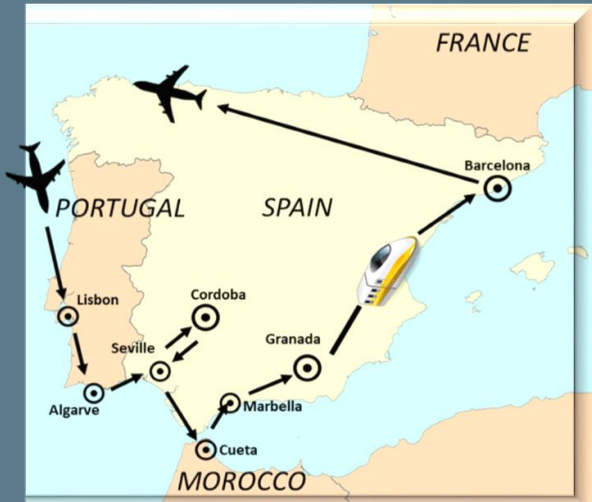 FRANCE
Barcelona
PORTUGAL
SPAIN
Lisbon
Cordoba
Seville
Granada
Algarve
Marbella
Cueta
MOROCCO